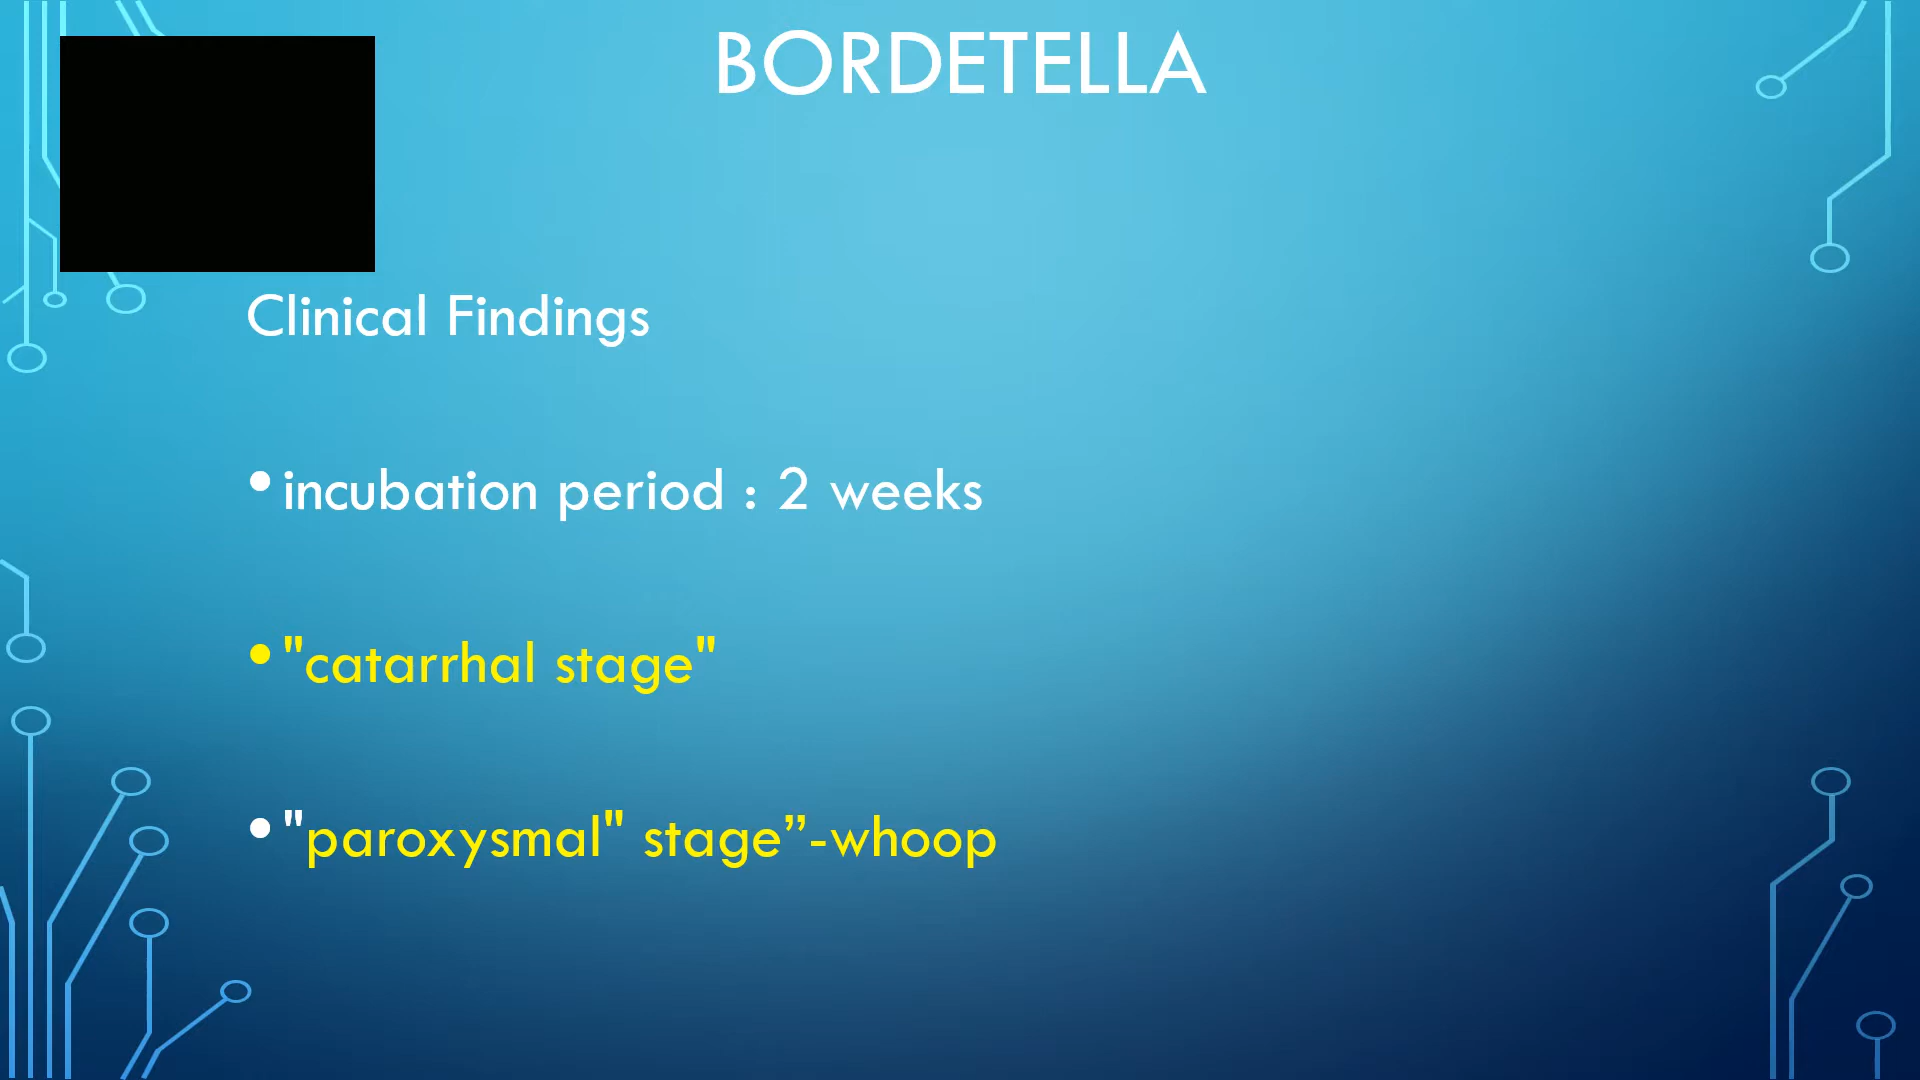 BORDETELLA
Clinical Findings
•incubation period : 2 weeks
•"catarrhal stage"
•"paroxysmal" stage”-whoop